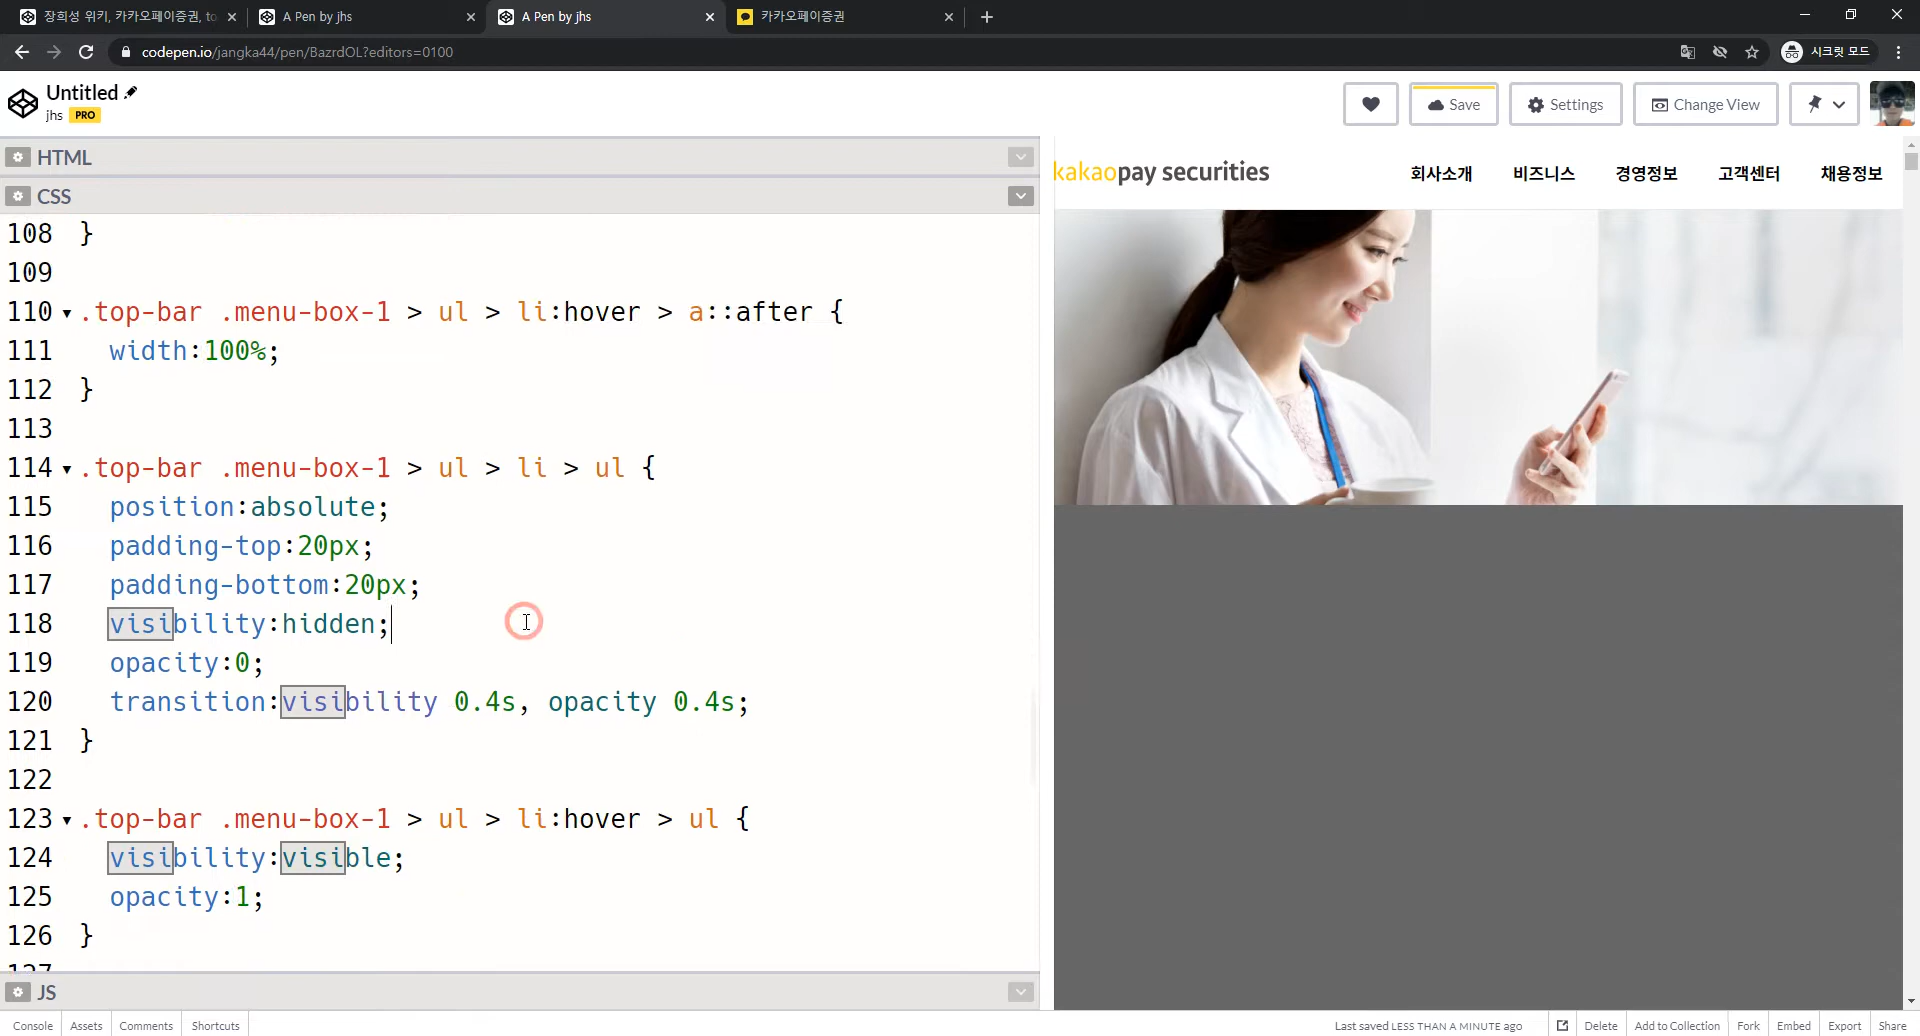 장희성 위키, 카카오페이증권, to
A Pen by jhs
A Pen by jhs
카카오페이증권
codepen.io/jangka44/pen/BazrdOL?editors=0100
시크릿 모드
Untitled
jhs PRO
Save
Settings
Change View
HTML
CSS
108 }
109
110 .top-bar .menu-box-1 > ul > li:hover > a::after {
111 width:100%;
112 }
113
114 .top-bar .menu-box-1 > ul > li > ul {
115 position:absolute;
116 padding-top:20px;
117 padding-bottom:20px;
118 visibility:hidden;
119 opacity:0;
120 transition:visibility 0.4s, opacity 0.4s;
121 }
122
123 .top-bar .menu-box-1 > ul > li:hover > ul {
124 visibility:visible;
125 opacity:1;
126 }
127
kakaopay securities
회사소개 비즈니스 경영정보 고객센터 채용정보
JS
Console Assets Comments Shortcuts
Last saved LESS THAN A MINUTE ago
Delete Add to Collection Fork Embed Export Share